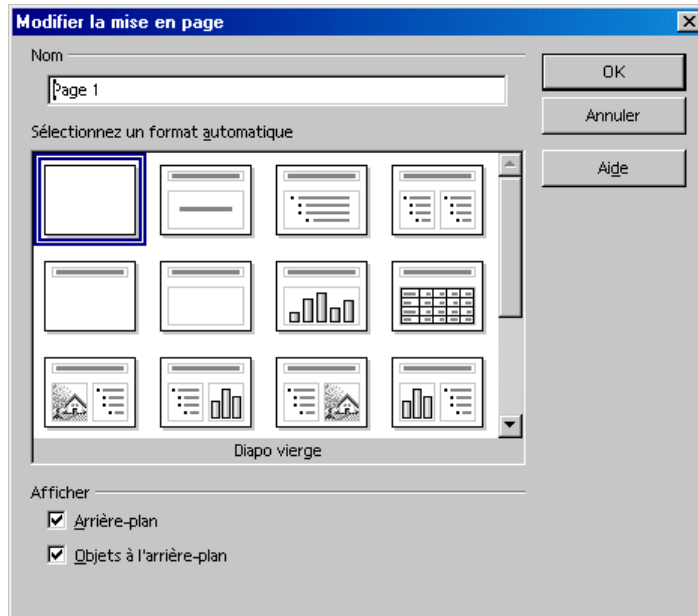 Modifier la mise en page
Nom
Page 1
OK
Annuler
Aide
Sélectionnez un format automatique
Diapo vierge
Afficher
Arrière-plan
Objets à l'arrière-plan